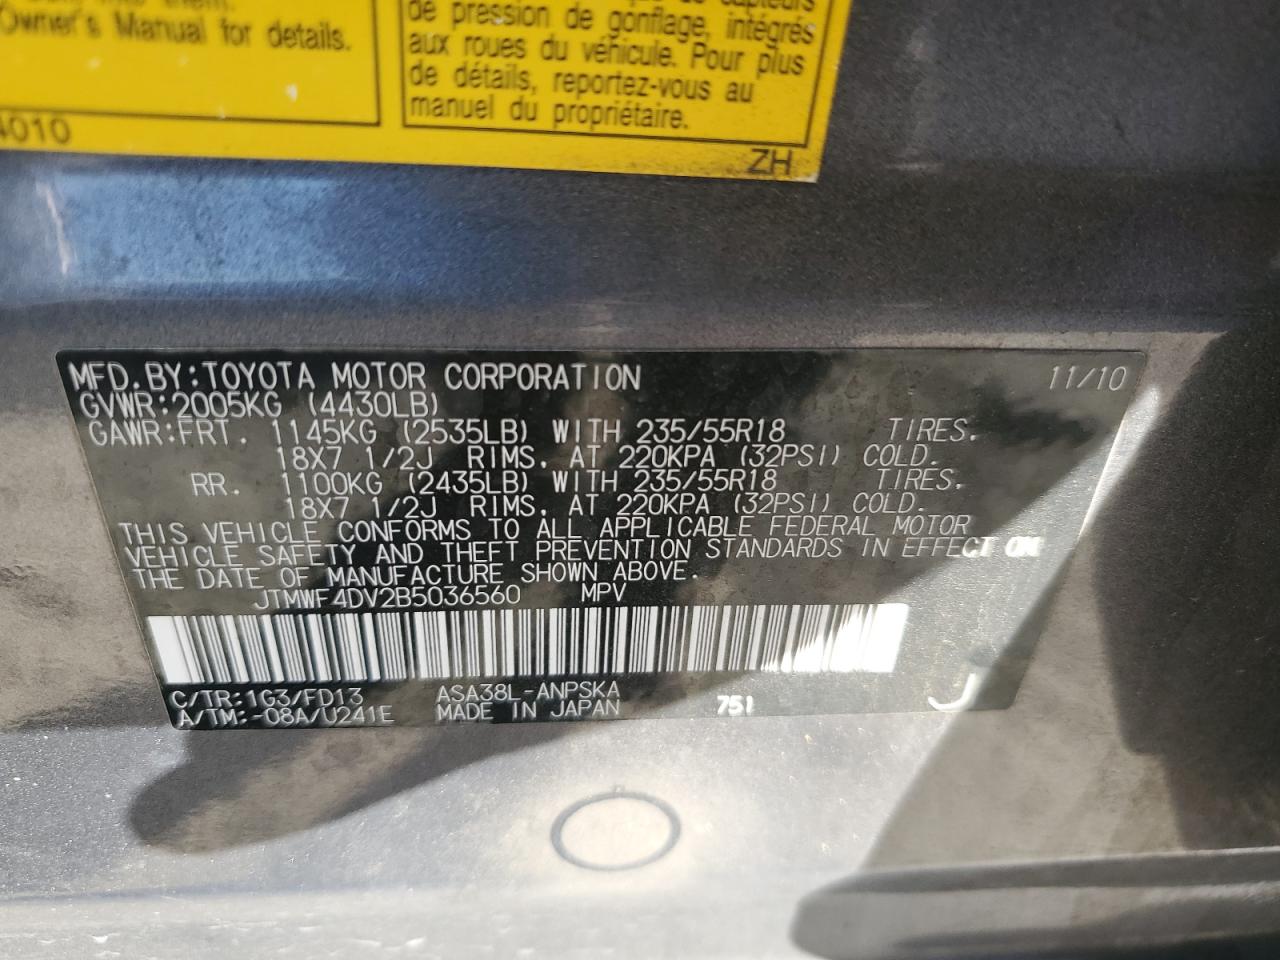 Owner's Manual for details.
de pression de gonflage, intégrés
aux roues du véhicule. Pour plus
de détails, reportez-vous au
manuel du propriétaire.
4010
ZH
MFD.BY:TOYOTA MOTOR CORPORATION 11/10
GVWR:2005KG (4430LB)
GAWR:FRT. 1145KG (2535LB) WITH 235/55R18 TIRES.
18X7 1/2J RIMS. AT 220KPA (32PSI) COLD.
RR. 1100KG (2435LB) WITH 235/55R18 TIRES.
18X7 1/2J RIMS. AT 220KPA (32PSI) COLD.
THIS VEHICLE CONFORMS TO ALL APPLICABLE FEDERAL MOTOR
VEHICLE SAFETY AND THEFT PREVENTION STANDARDS IN EFFECT ON
THE DATE OF MANUFACTURE SHOWN ABOVE.
JTMWF4DV2B5036560 MPV
C/TR:1G3/FD13 ASA38L-ANPSKA
A/TM:-08A/U241E MADE IN JAPAN 751 J